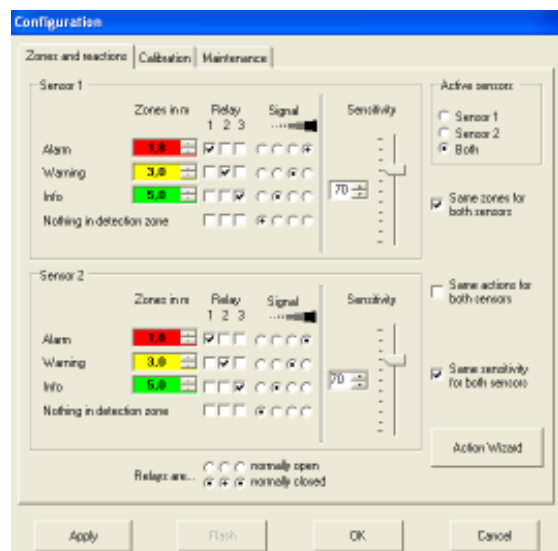 Configuration
Zones and reactions Calibration Maintenance
Sensor 1
Zones in m Relay Signal Sensitivity
1 2 3
Alarm 1,8
Warning 3,0
Info 5,0 70
Nothing in detection zone
Sensor 2
Zones in m Relay Signal Sensitivity
1 2 3
Alarm 1,8
Warning 3,0
Info 5,0 70
Nothing in detection zone
Relays are... normally open
normally closed
Active sensors
Sensor 1
Sensor 2
Both
Same zones for
both sensors
Same actions for
both sensors
Same sensitivity
for both sensors
Action Wizard
Apply Flash OK Cancel